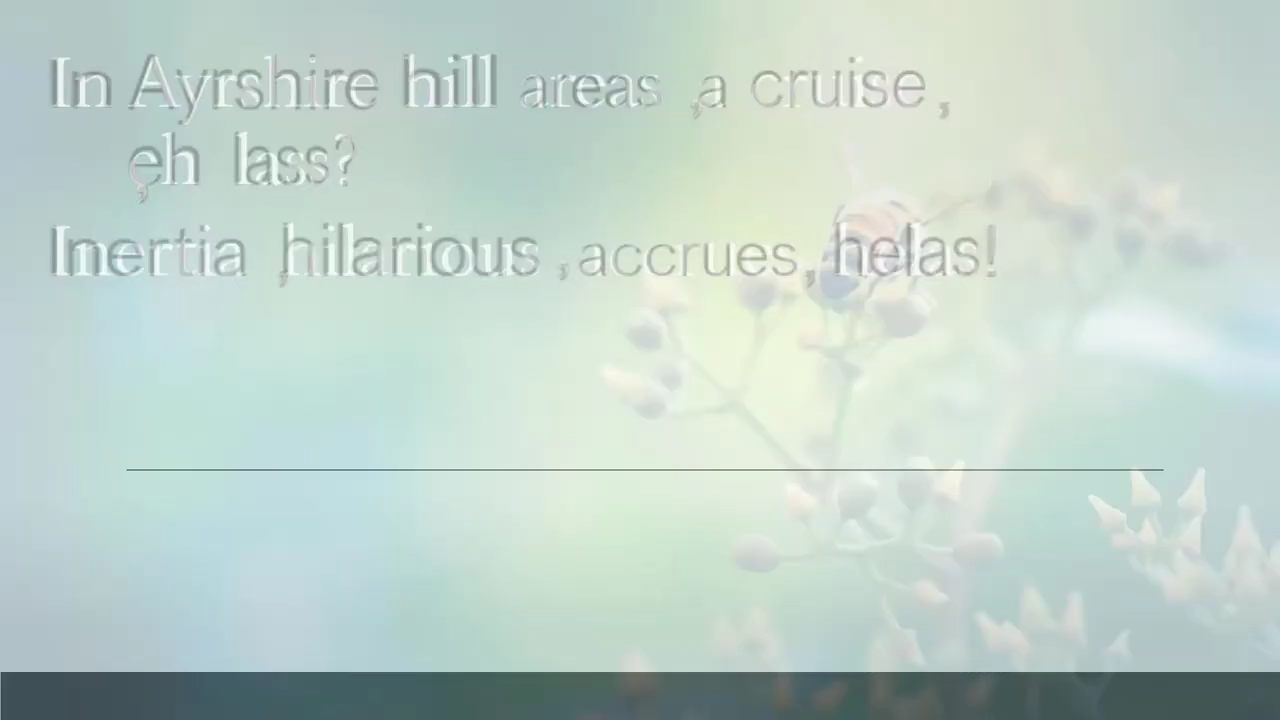 In Ayrshire hill areas ,a cruise ,
,eh lass?
Inertia ,hilarious ,accrues, helas!